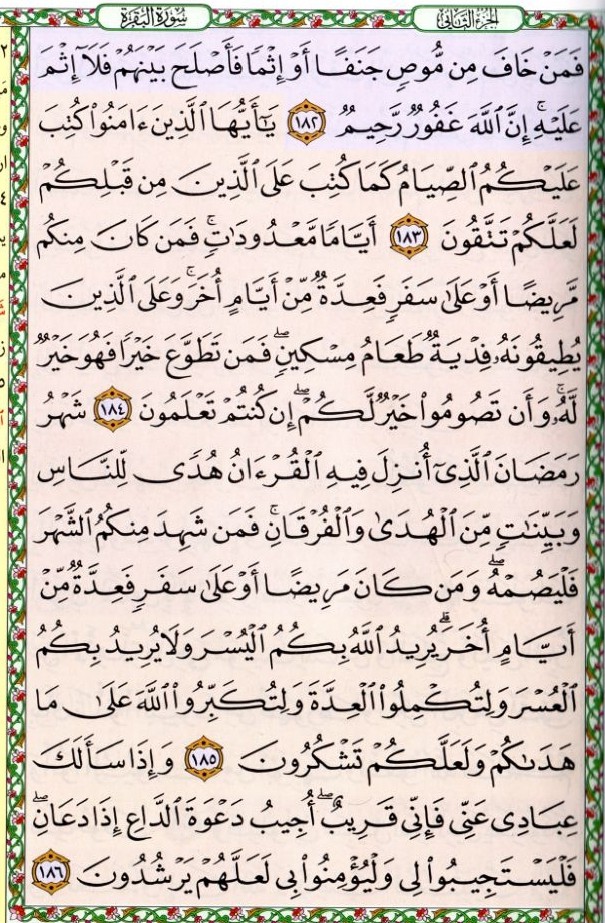 سُورَةُ البَقَرَةِ الجُزْءُ الثَّانِي
فَمَنْ خَافَ مِن مُّوصٍ جَنَفًا أَوْ إِثْمًا فَأَصْلَحَ بَيْنَهُمْ فَلَآ إِثْمَ
عَلَيْهِ ۚ إِنَّ ٱللَّهَ غَفُورٌ رَّحِيمٌ ١٨٢ يَـٰٓأَيُّهَا ٱلَّذِينَ ءَامَنُوا۟ كُتِبَ
عَلَيْكُمُ ٱلصِّيَامُ كَمَا كُتِبَ عَلَى ٱلَّذِينَ مِن قَبْلِكُمْ
لَعَلَّكُمْ تَتَّقُونَ ١٨٣ أَيَّامًا مَّعْدُودَٰتٍ ۚ فَمَن كَانَ مِنكُم
مَّرِيضًا أَوْ عَلَىٰ سَفَرٍ فَعِدَّةٌ مِّنْ أَيَّامٍ أُخَرَ ۚ وَعَلَى ٱلَّذِينَ
يُطِيقُونَهُۥ فِدْيَةٌ طَعَامُ مِسْكِينٍ ۖ فَمَن تَطَوَّعَ خَيْرًا فَهُوَ خَيْرٌ
لَّهُۥ ۚ وَأَن تَصُومُوا۟ خَيْرٌ لَّكُمْ ۖ إِن كُنتُمْ تَعْلَمُونَ ١٨٤ شَهْرُ
رَمَضَانَ ٱلَّذِىٓ أُنزِلَ فِيهِ ٱلْقُرْءَانُ هُدًى لِّلنَّاسِ
وَبَيِّنَـٰتٍ مِّنَ ٱلْهُدَىٰ وَٱلْفُرْقَانِ ۚ فَمَن شَهِدَ مِنكُمُ ٱلشَّهْرَ
فَلْيَصُمْهُ ۖ وَمَن كَانَ مَرِيضًا أَوْ عَلَىٰ سَفَرٍ فَعِدَّةٌ مِّنْ
أَيَّامٍ أُخَرَ ۗ يُرِيدُ ٱللَّهُ بِكُمُ ٱلْيُسْرَ وَلَا يُرِيدُ بِكُمُ
ٱلْعُسْرَ وَلِتُكْمِلُوا۟ ٱلْعِدَّةَ وَلِتُكَبِّرُوا۟ ٱللَّهَ عَلَىٰ مَا
هَدَىٰكُمْ وَلَعَلَّكُمْ تَشْكُرُونَ ١٨٥ وَإِذَا سَأَلَكَ
عِبَادِى عَنِّى فَإِنِّى قَرِيبٌ ۖ أُجِيبُ دَعْوَةَ ٱلدَّاعِ إِذَا دَعَانِ ۖ
فَلْيَسْتَجِيبُوا۟ لِى وَلْيُؤْمِنُوا۟ بِى لَعَلَّهُمْ يَرْشُدُونَ ١٨٦